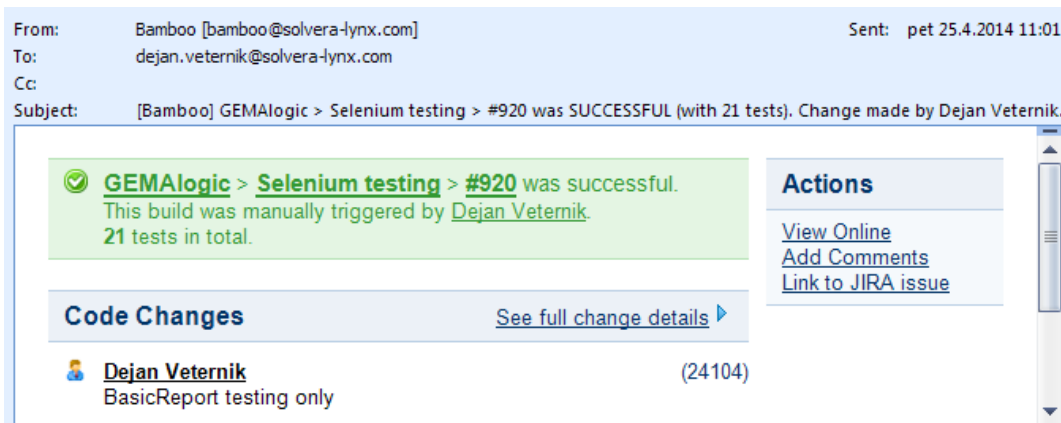 From: Bamboo [bamboo@solvera-lynx.com] Sent: pet 25.4.2014 11:01
To: dejan.veternik@solvera-lynx.com
Cc:
Subject: [Bamboo] GEMAlogic > Selenium testing > #920 was SUCCESSFUL (with 21 tests). Change made by Dejan Veternik.
GEMAlogic > Selenium testing > #920 was successful.
This build was manually triggered by Dejan Veternik.
21 tests in total.
Actions
View Online
Add Comments
Link to JIRA issue
Code Changes See full change details
Dejan Veternik (24104)
BasicReport testing only